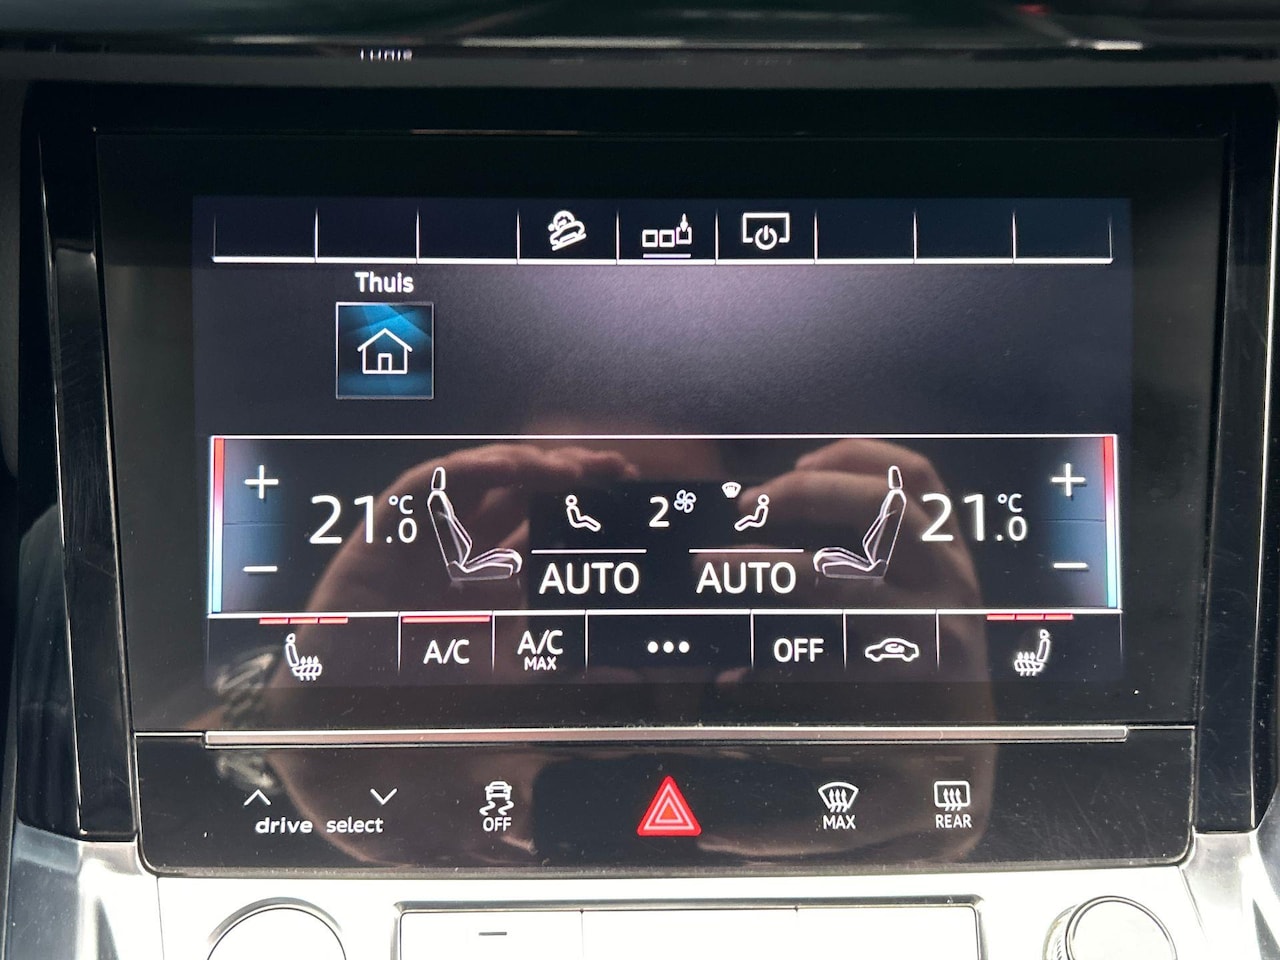 Thuis
21.0 °C
2
21.0 °C
AUTO
AUTO
A/C
A/C MAX
OFF
drive select
OFF
MAX
REAR